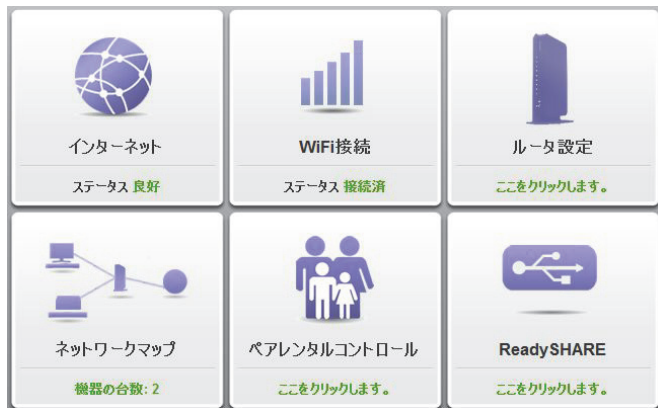 インターネット
ステータス 良好
WiFi接続
ステータス 接続済
ルータ設定
ここをクリックします。
ネットワークマップ
機器の台数: 2
ペアレンタルコントロール
ここをクリックします。
ReadySHARE
ここをクリックします。